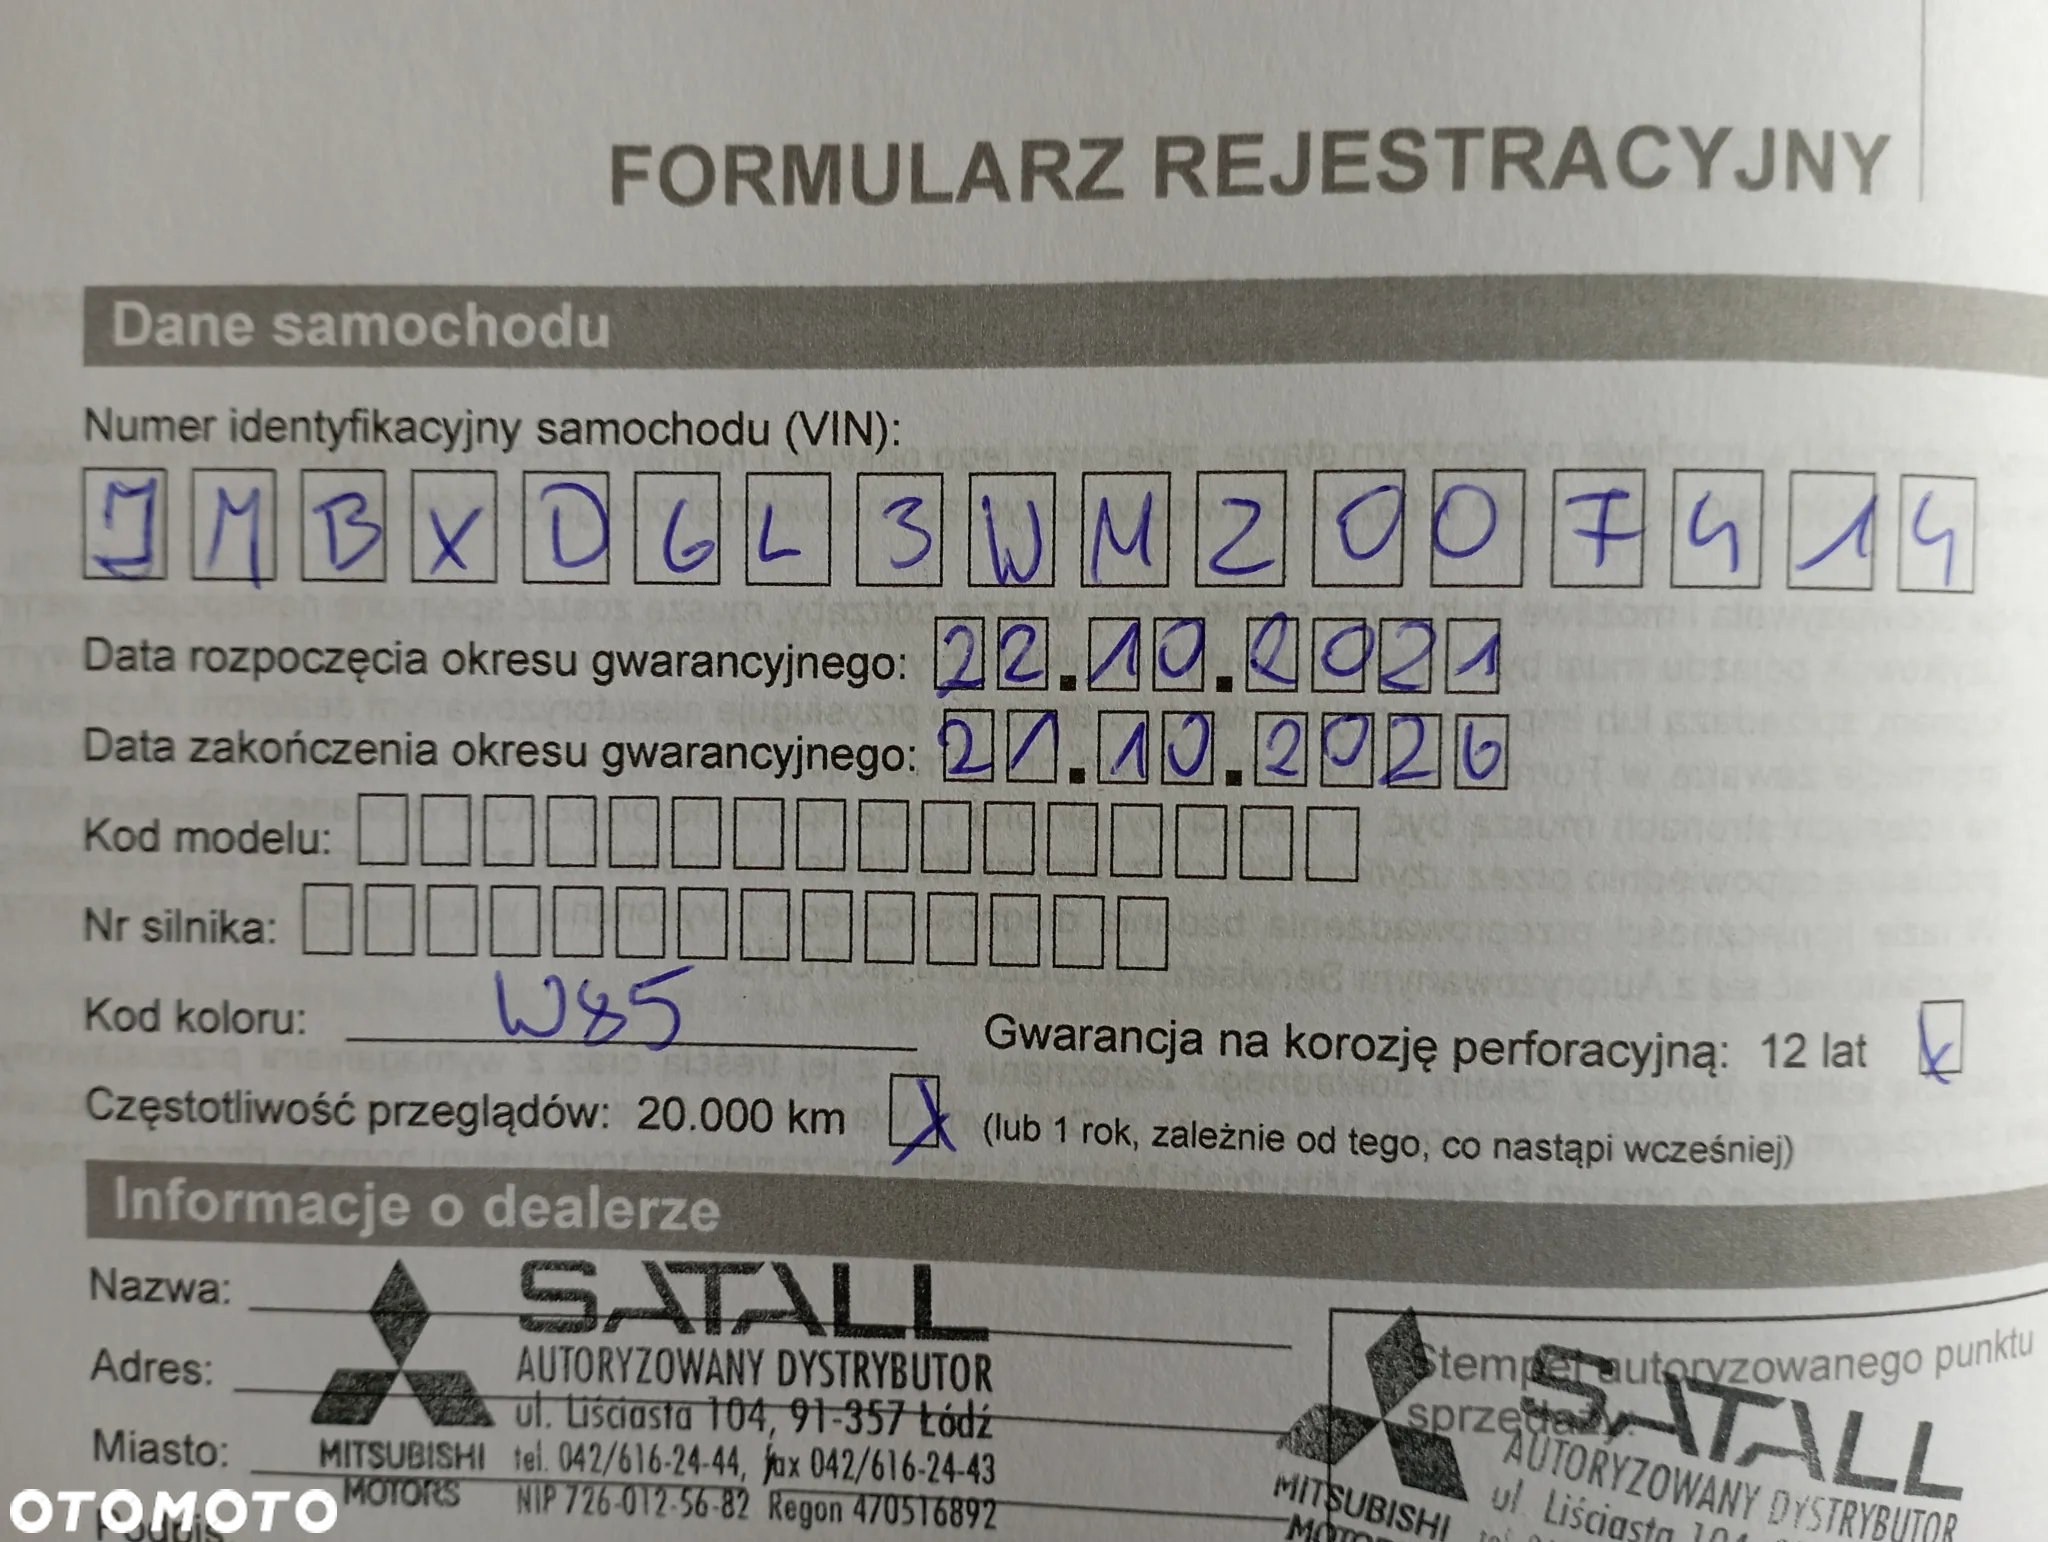 FORMULARZ REJESTRACYJNY
Dane samochodu
Numer identyfikacyjny samochodu (VIN):
JMBXDGL3WMZ007414
Data rozpoczęcia okresu gwarancyjnego: 22.10.2021
Data zakończenia okresu gwarancyjnego: 21.10.2026
Kod modelu:
Nr silnika:
Kod koloru: W85 Gwarancja na korozję perforacyjną: 12 lat x
Częstotliwość przeglądów: 20.000 km x (lub 1 rok, zależnie od tego, co nastąpi wcześniej)
Informacje o dealerze
Nazwa: SATALL
Adres: AUTORYZOWANY DYSTRYBUTOR
ul. Liściasta 104, 91-357 Łódź
Miasto: MITSUBISHI MOTORS tel. 042/616-24-44, fax 042/616-24-43
NIP 726-012-56-82 Regon 470516892
Podpis
Stempel autoryzowanego punktu
sprzedaży:
SATALL
AUTORYZOWANY DYSTRYBUTOR
MITSUBISHI
ul. Liściasta 104
OTOMOTO